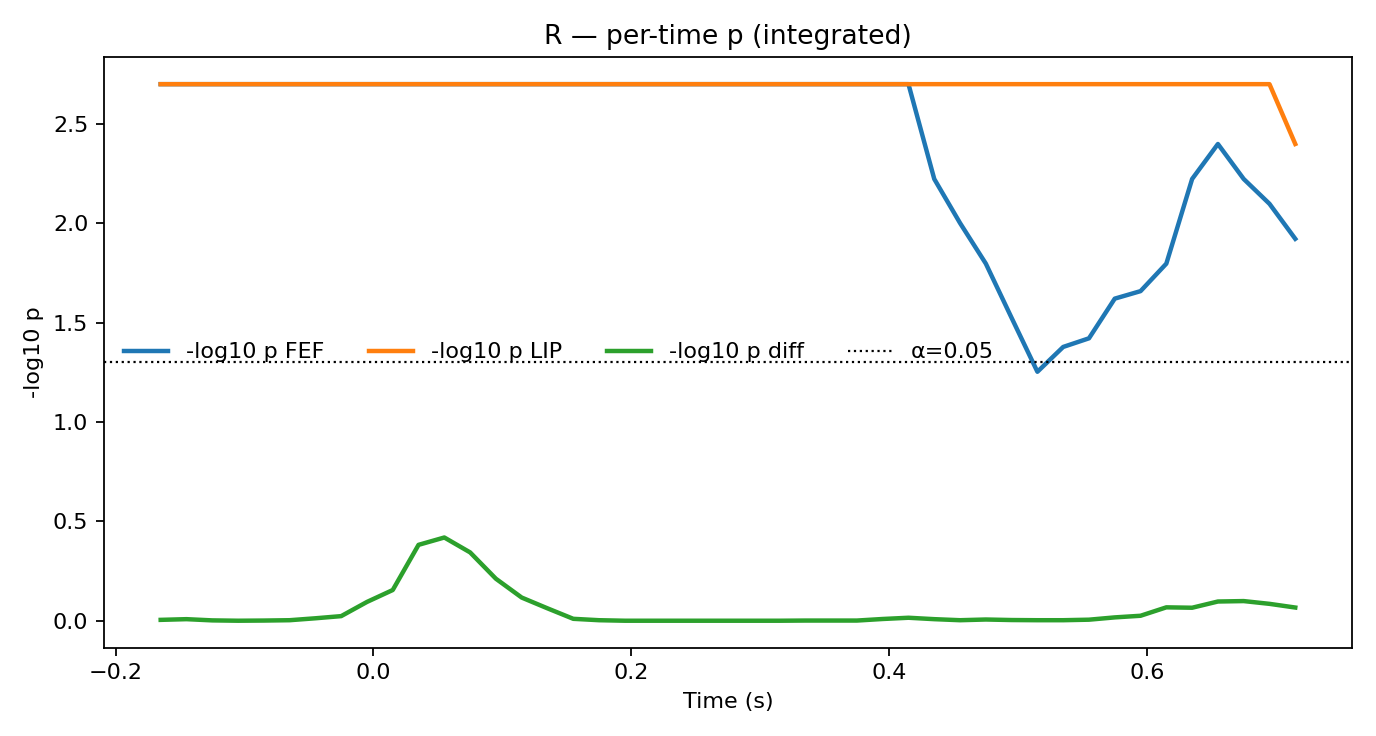 R — per-time p (integrated)
-log10 p
2.5
2.0
1.5
1.0
0.5
0.0
-log10 p FEF -log10 p LIP -log10 p diff α=0.05
−0.2 0.0 0.2 0.4 0.6
Time (s)